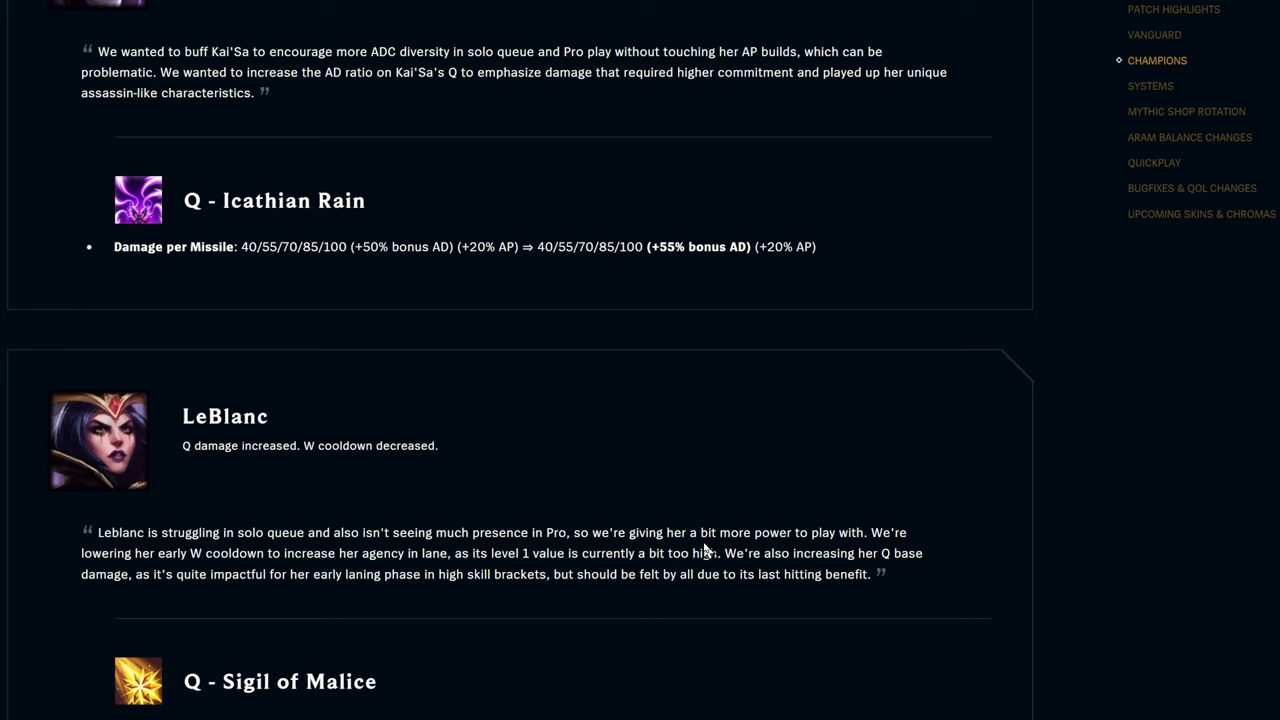 “ We wanted to buff Kai'Sa to encourage more ADC diversity in solo queue and Pro play without touching her AP builds, which can be
problematic. We wanted to increase the AD ratio on Kai'Sa's Q to emphasize damage that required higher commitment and played up her unique
assassin-like characteristics. ”
Q - Icathian Rain
• Damage per Missile: 40/55/70/85/100 (+50% bonus AD) (+20% AP) ⇒ 40/55/70/85/100 (+55% bonus AD) (+20% AP)
LeBlanc
Q damage increased. W cooldown decreased.
“ Leblanc is struggling in solo queue and also isn't seeing much presence in Pro, so we're giving her a bit more power to play with. We're
lowering her early W cooldown to increase her agency in lane, as its level 1 value is currently a bit too high. We're also increasing her Q base
damage, as it's quite impactful for her early laning phase in high skill brackets, but should be felt by all due to its last hitting benefit. ”
Q - Sigil of Malice
PATCH HIGHLIGHTS
VANGUARD
CHAMPIONS
SYSTEMS
MYTHIC SHOP ROTATION
ARAM BALANCE CHANGES
QUICKPLAY
BUGFIXES & QOL CHANGES
UPCOMING SKINS & CHROMAS